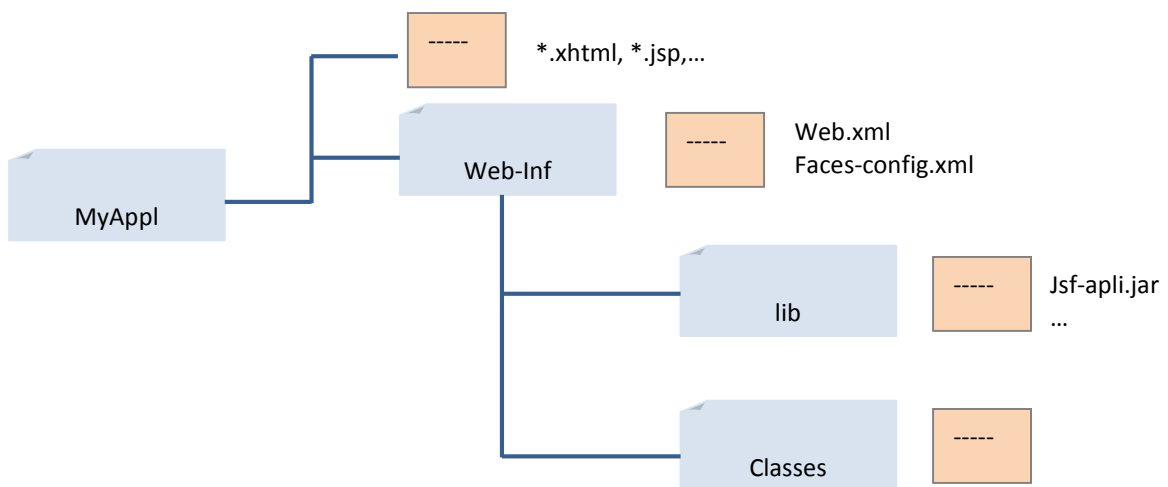 -----
*.xhtml, *.jsp,…
MyAppl
Web-Inf
-----
Web.xml
Faces-config.xml
lib
-----
Jsf-apli.jar
…
Classes
-----